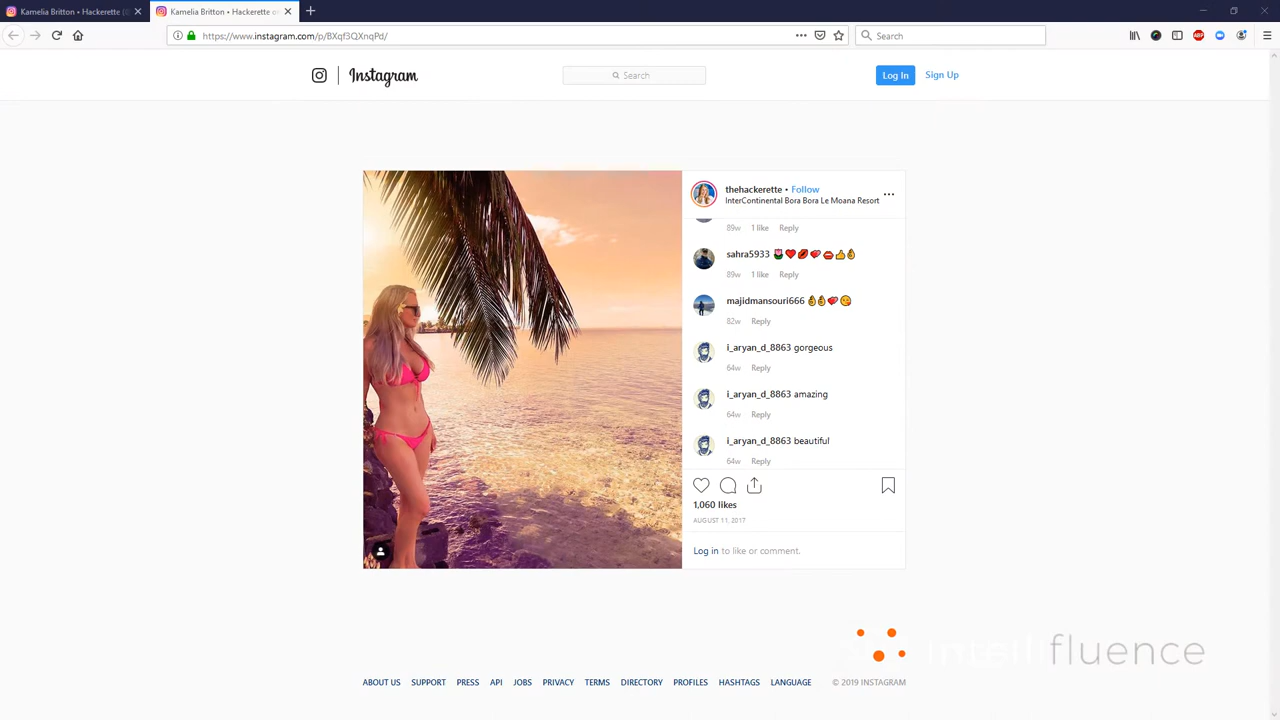 Kamelia Britton • Hackerette (@
Kamelia Britton • Hackerette o
https://www.instagram.com/p/BXqf3QXnqPd/
Search
Instagram
Search
Log In
Sign Up
thehackerette • Follow
InterContinental Bora Bora Le Moana Resort
89w 1 like Reply
sahra5933 🌷❤️💋💘👄👍👌
89w 1 like Reply
majidmansouri666 👌👌💘😋
82w Reply
i_aryan_d_8863 gorgeous
64w Reply
i_aryan_d_8863 amazing
64w Reply
i_aryan_d_8863 beautiful
64w Reply
1,060 likes
AUGUST 11, 2017
Log in to like or comment.
intellifluence
ABOUT US SUPPORT PRESS API JOBS PRIVACY TERMS DIRECTORY PROFILES HASHTAGS LANGUAGE © 2019 INSTAGRAM